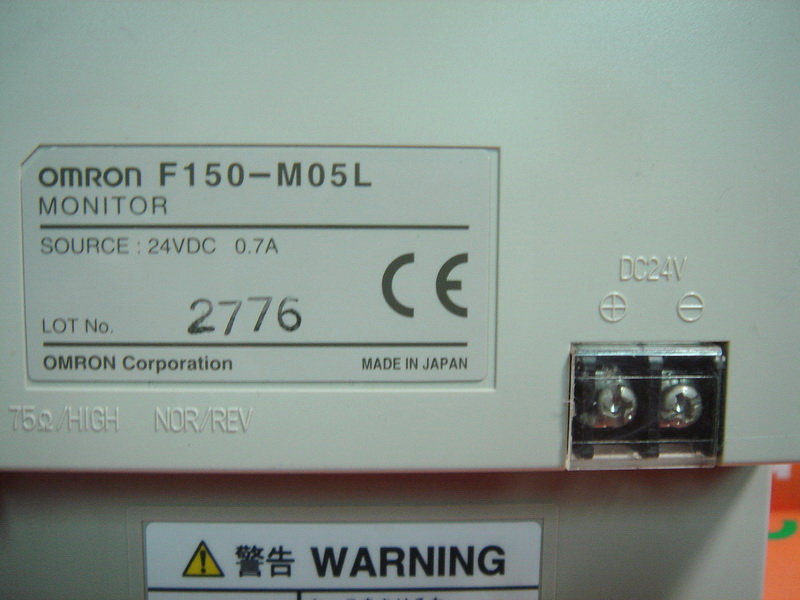 OMRON F150-M05L
MONITOR
SOURCE : 24VDC 0.7A
CE
LOT No. 2776
OMRON Corporation MADE IN JAPAN
DC24V
⊕ ⊖
75Ω/HIGH NOR/REV
⚠ 警告 WARNING